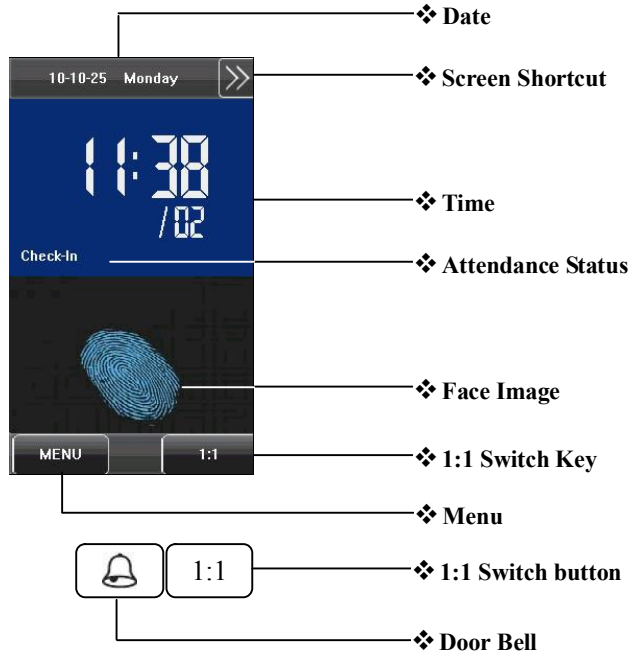 ❖ Date
10-10-25 Monday
❖ Screen Shortcut
11:38
❖ Time
/02
Check-In
❖ Attendance Status
❖ Face Image
MENU 1:1
❖ 1:1 Switch Key
❖ Menu
1:1
❖ 1:1 Switch button
❖ Door Bell